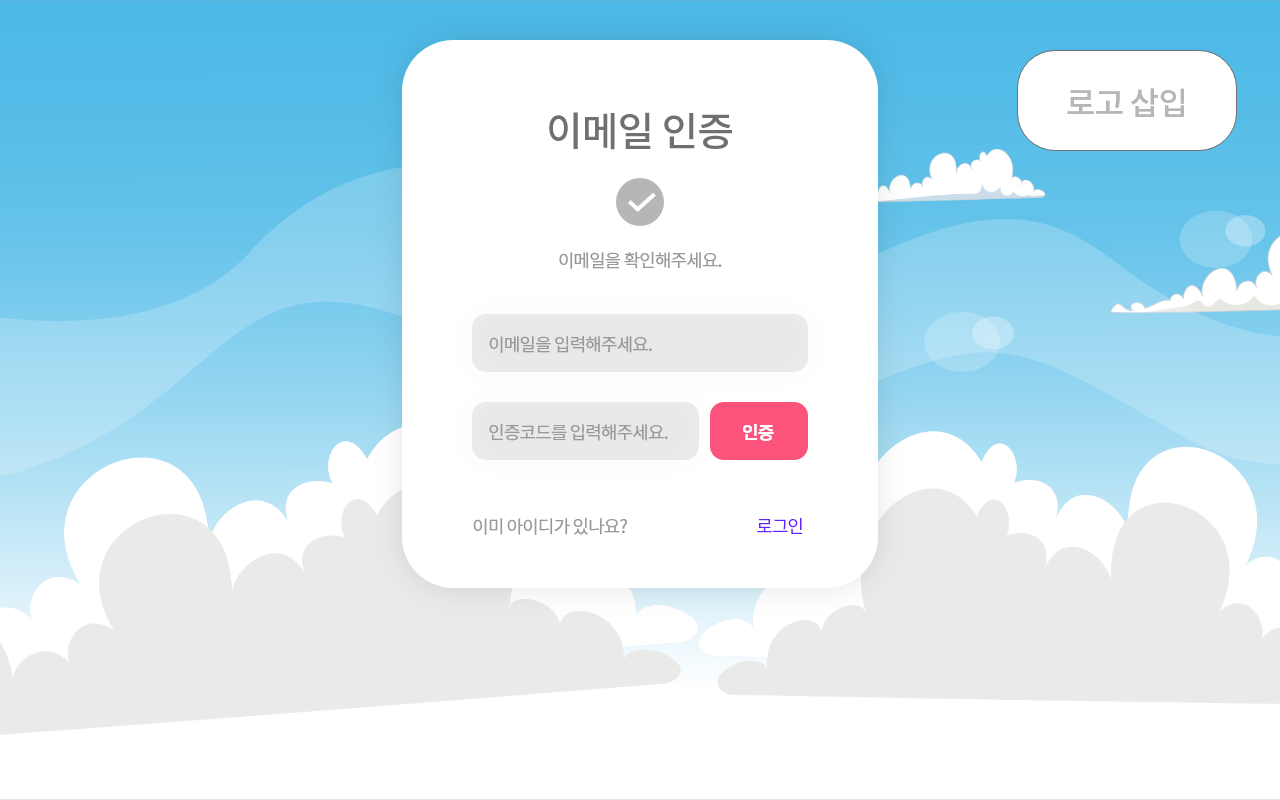 이메일 인증
로고 삽입
이메일을 확인해주세요.
이메일을 입력해주세요.
인증코드를 입력해주세요.
인증
이미 아이디가 있나요?
로그인